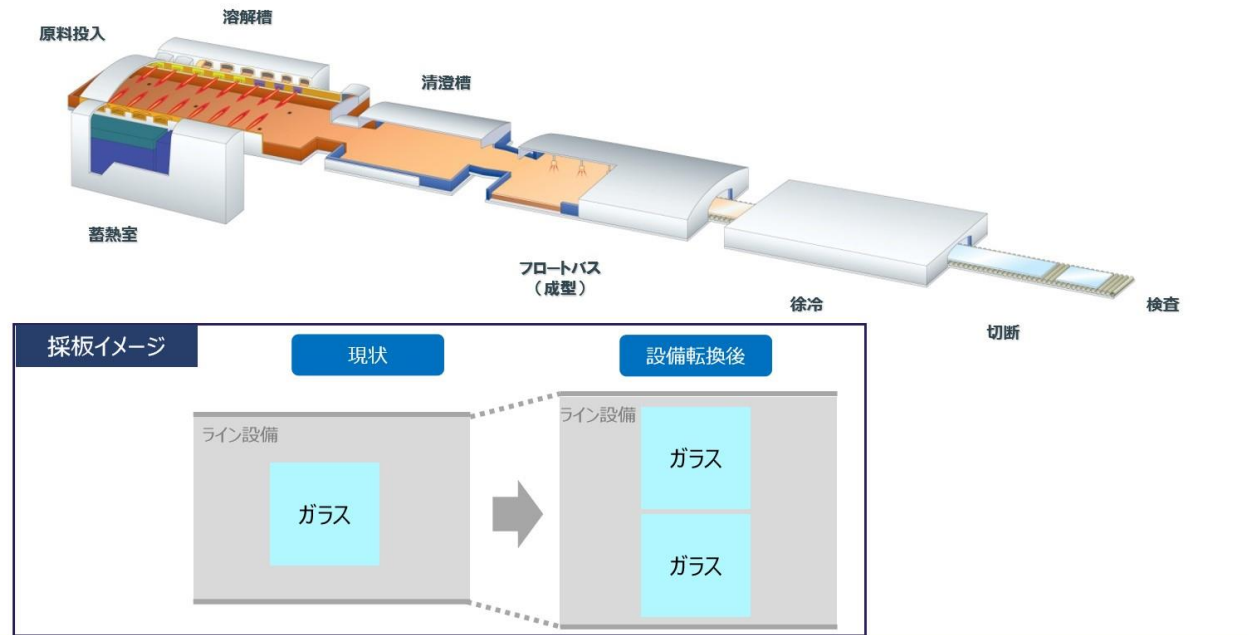 溶解槽
原料投入
清澄槽
蓄熱室
フロートバス
（成型）
徐冷
切断
検査
採板イメージ
現状
設備転換後
ライン設備
ガラス
ライン設備
ガラス
ガラス